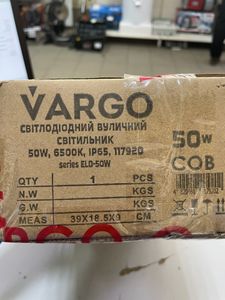 VARGO
СВІТЛОДІОДНИЙ ВУЛИЧНИЙ
СВІТИЛЬНИК
50W, 6500K, IP65, 117920
series ELO-50W
50W
COB
QTY 1 PCS
N.W KGS
G.W KGS
MEAS 39X18.5X9 CM